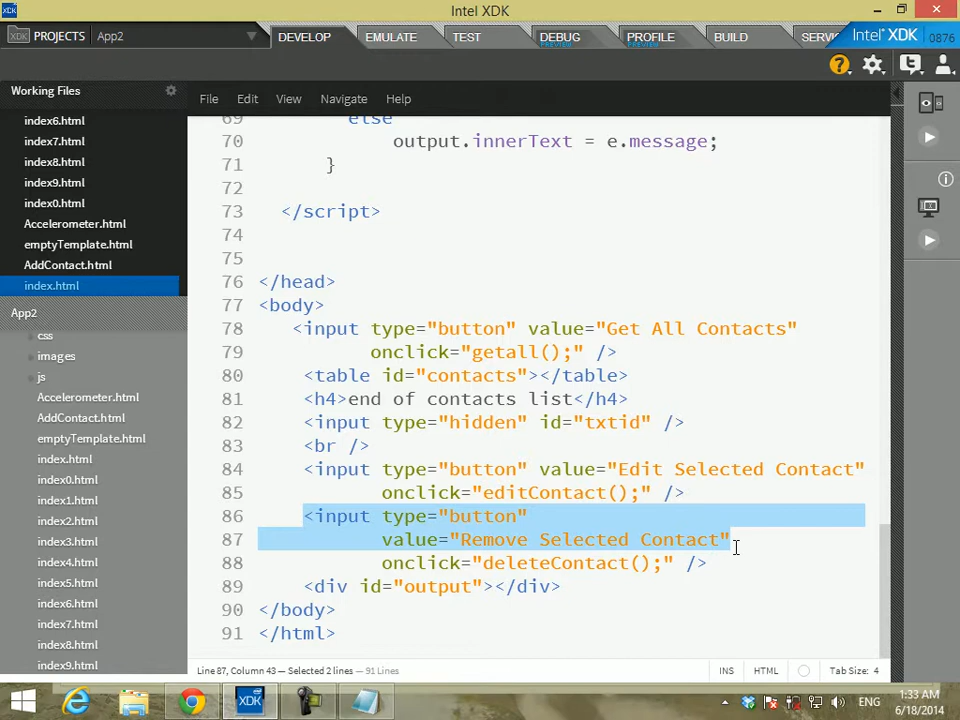 Intel XDK
PROJECTS App2
DEVELOP
EMULATE
TEST
DEBUG
PREVIEW
PROFILE
PREVIEW
BUILD
Intel XDK
0876
Working Files
File Edit View Navigate Help
index6.html
index7.html
index8.html
index9.html
index0.html
Accelerometer.html
emptyTemplate.html
AddContact.html
index.html
App2
css
images
js
Accelerometer.html
AddContact.html
emptyTemplate.html
index.html
index0.html
index1.html
index2.html
index3.html
index4.html
index5.html
index6.html
index7.html
index8.html
index9.html
69 else
70 output.innerText = e.message;
71 }
72
73 </script>
74
75
76 </head>
77 <body>
78 <input type="button" value="Get All Contacts"
79 onclick="getall();" />
80 <table id="contacts"></table>
81 <h4>end of contacts list</h4>
82 <input type="hidden" id="txtid" />
83 <br />
84 <input type="button" value="Edit Selected Contact"
85 onclick="editContact();" />
86 <input type="button"
87 value="Remove Selected Contact"
88 onclick="deleteContact();" />
89 <div id="output"></div>
90 </body>
91 </html>
Line 87, Column 43 — Selected 2 lines — 91 Lines
INS HTML Tab Size: 4
XDK
ENG
1:33 AM
6/18/2014